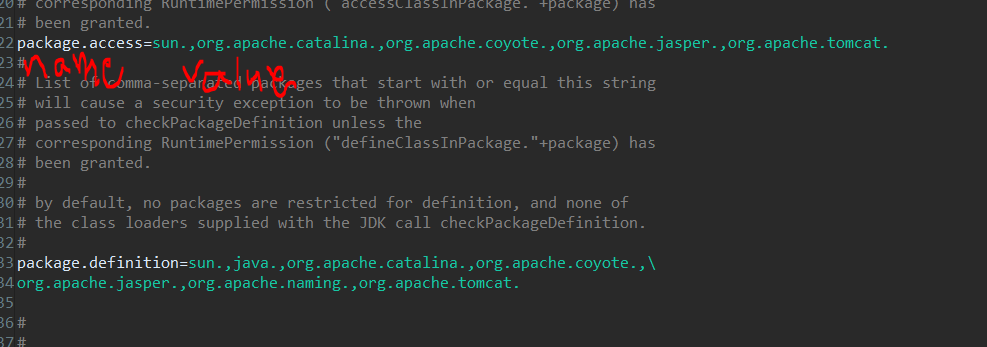 20# corresponding RuntimePermission ("accessClassInPackage."+package) has
21# been granted.
22 package.access=sun.,org.apache.catalina.,org.apache.coyote.,org.apache.jasper.,org.apache.tomcat.
23#
name value
24# List of comma-separated packages that start with or equal this string
25# will cause a security exception to be thrown when
26# passed to checkPackageDefinition unless the
27# corresponding RuntimePermission ("defineClassInPackage."+package) has
28# been granted.
29#
30# by default, no packages are restricted for definition, and none of
31# the class loaders supplied with the JDK call checkPackageDefinition.
32#
33 package.definition=sun.,java.,org.apache.catalina.,org.apache.coyote.,\
34 org.apache.jasper.,org.apache.naming.,org.apache.tomcat.
35
36#
37#